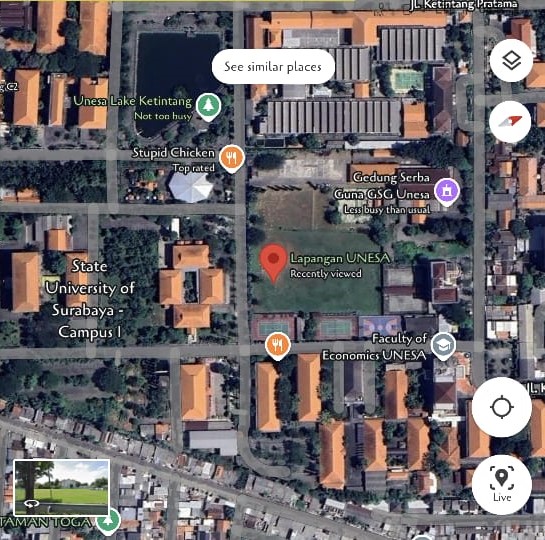 JL. Ketintang Pratama
See similar places
Unesa Lake Ketintang
Not too busy
Stupid Chicken
Top rated
Gedung Serba
Guna GSG Unesa
Less busy than usual
Lapangan UNESA
Recently viewed
State
University of
Surabaya -
Campus I
Faculty of
Economics UNESA
JL. K
Live
TAMAN TOGA